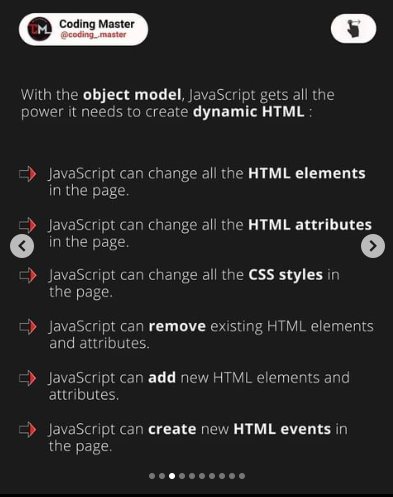 Coding Master
@coding_.master
With the object model, JavaScript gets all the
power it needs to create dynamic HTML :
JavaScript can change all the HTML elements
in the page.
JavaScript can change all the HTML attributes
in the page.
JavaScript can change all the CSS styles in
the page.
JavaScript can remove existing HTML elements
and attributes.
JavaScript can add new HTML elements and
attributes.
JavaScript can create new HTML events in
the page.